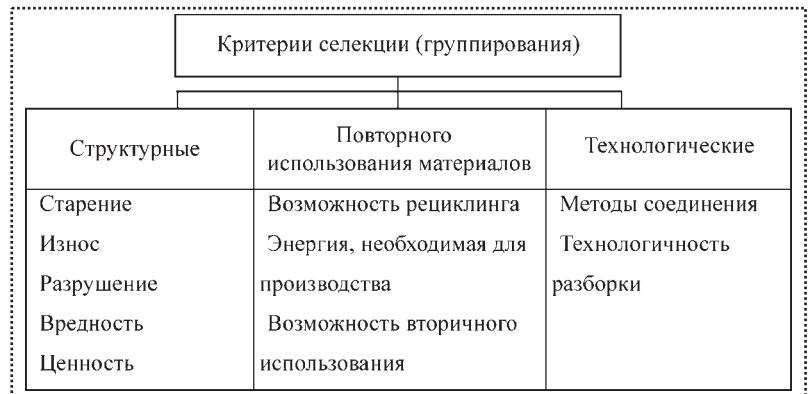 Критерии селекции (группирования)
Структурные
Повторного
использования материалов
Технологические
Старение
Износ
Разрушение
Вредность
Ценность
Возможность рециклинга
Энергия, необходимая для
производства
Возможность вторичного
использования
Методы соединения
Технологичность
разборки